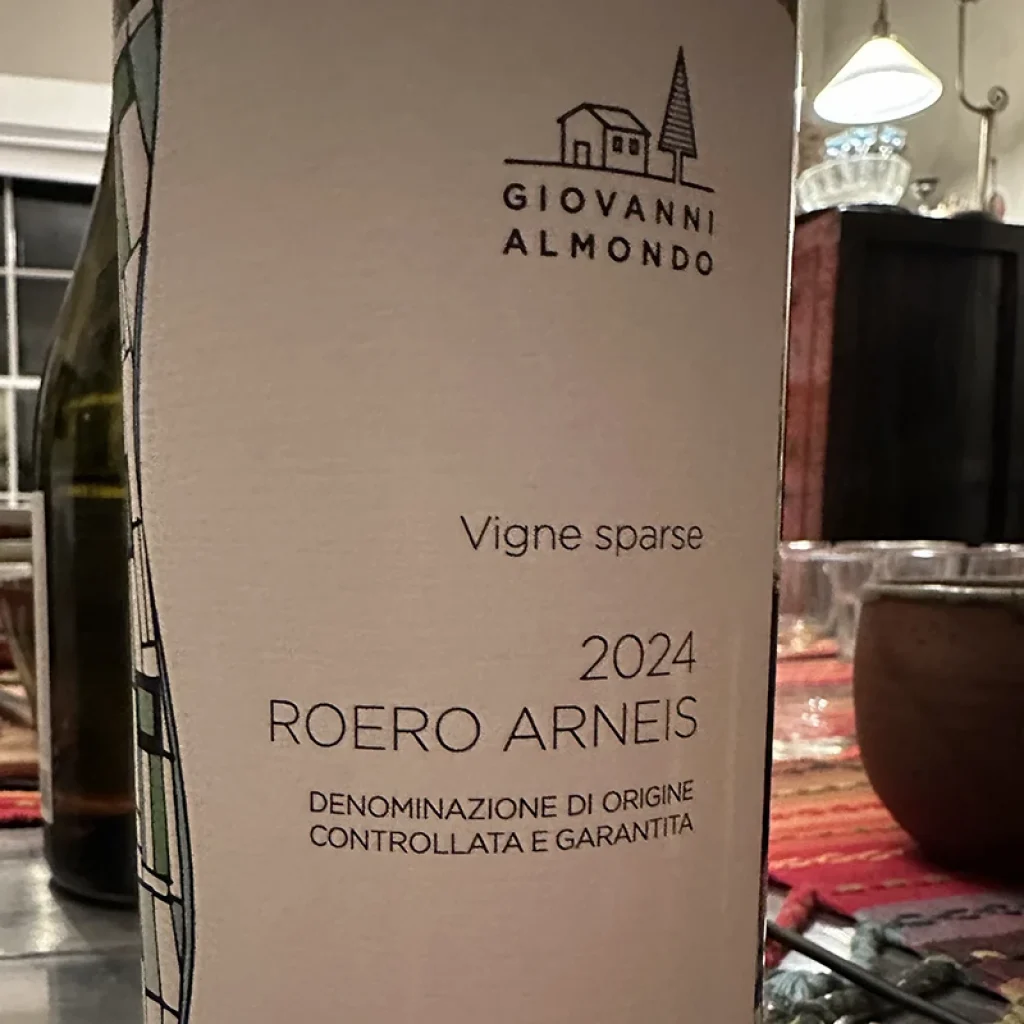 GIOVANNI
ALMONDO
Vigne sparse
2024
ROERO ARNEIS
DENOMINAZIONE DI ORIGINE
CONTROLLATA E GARANTITA